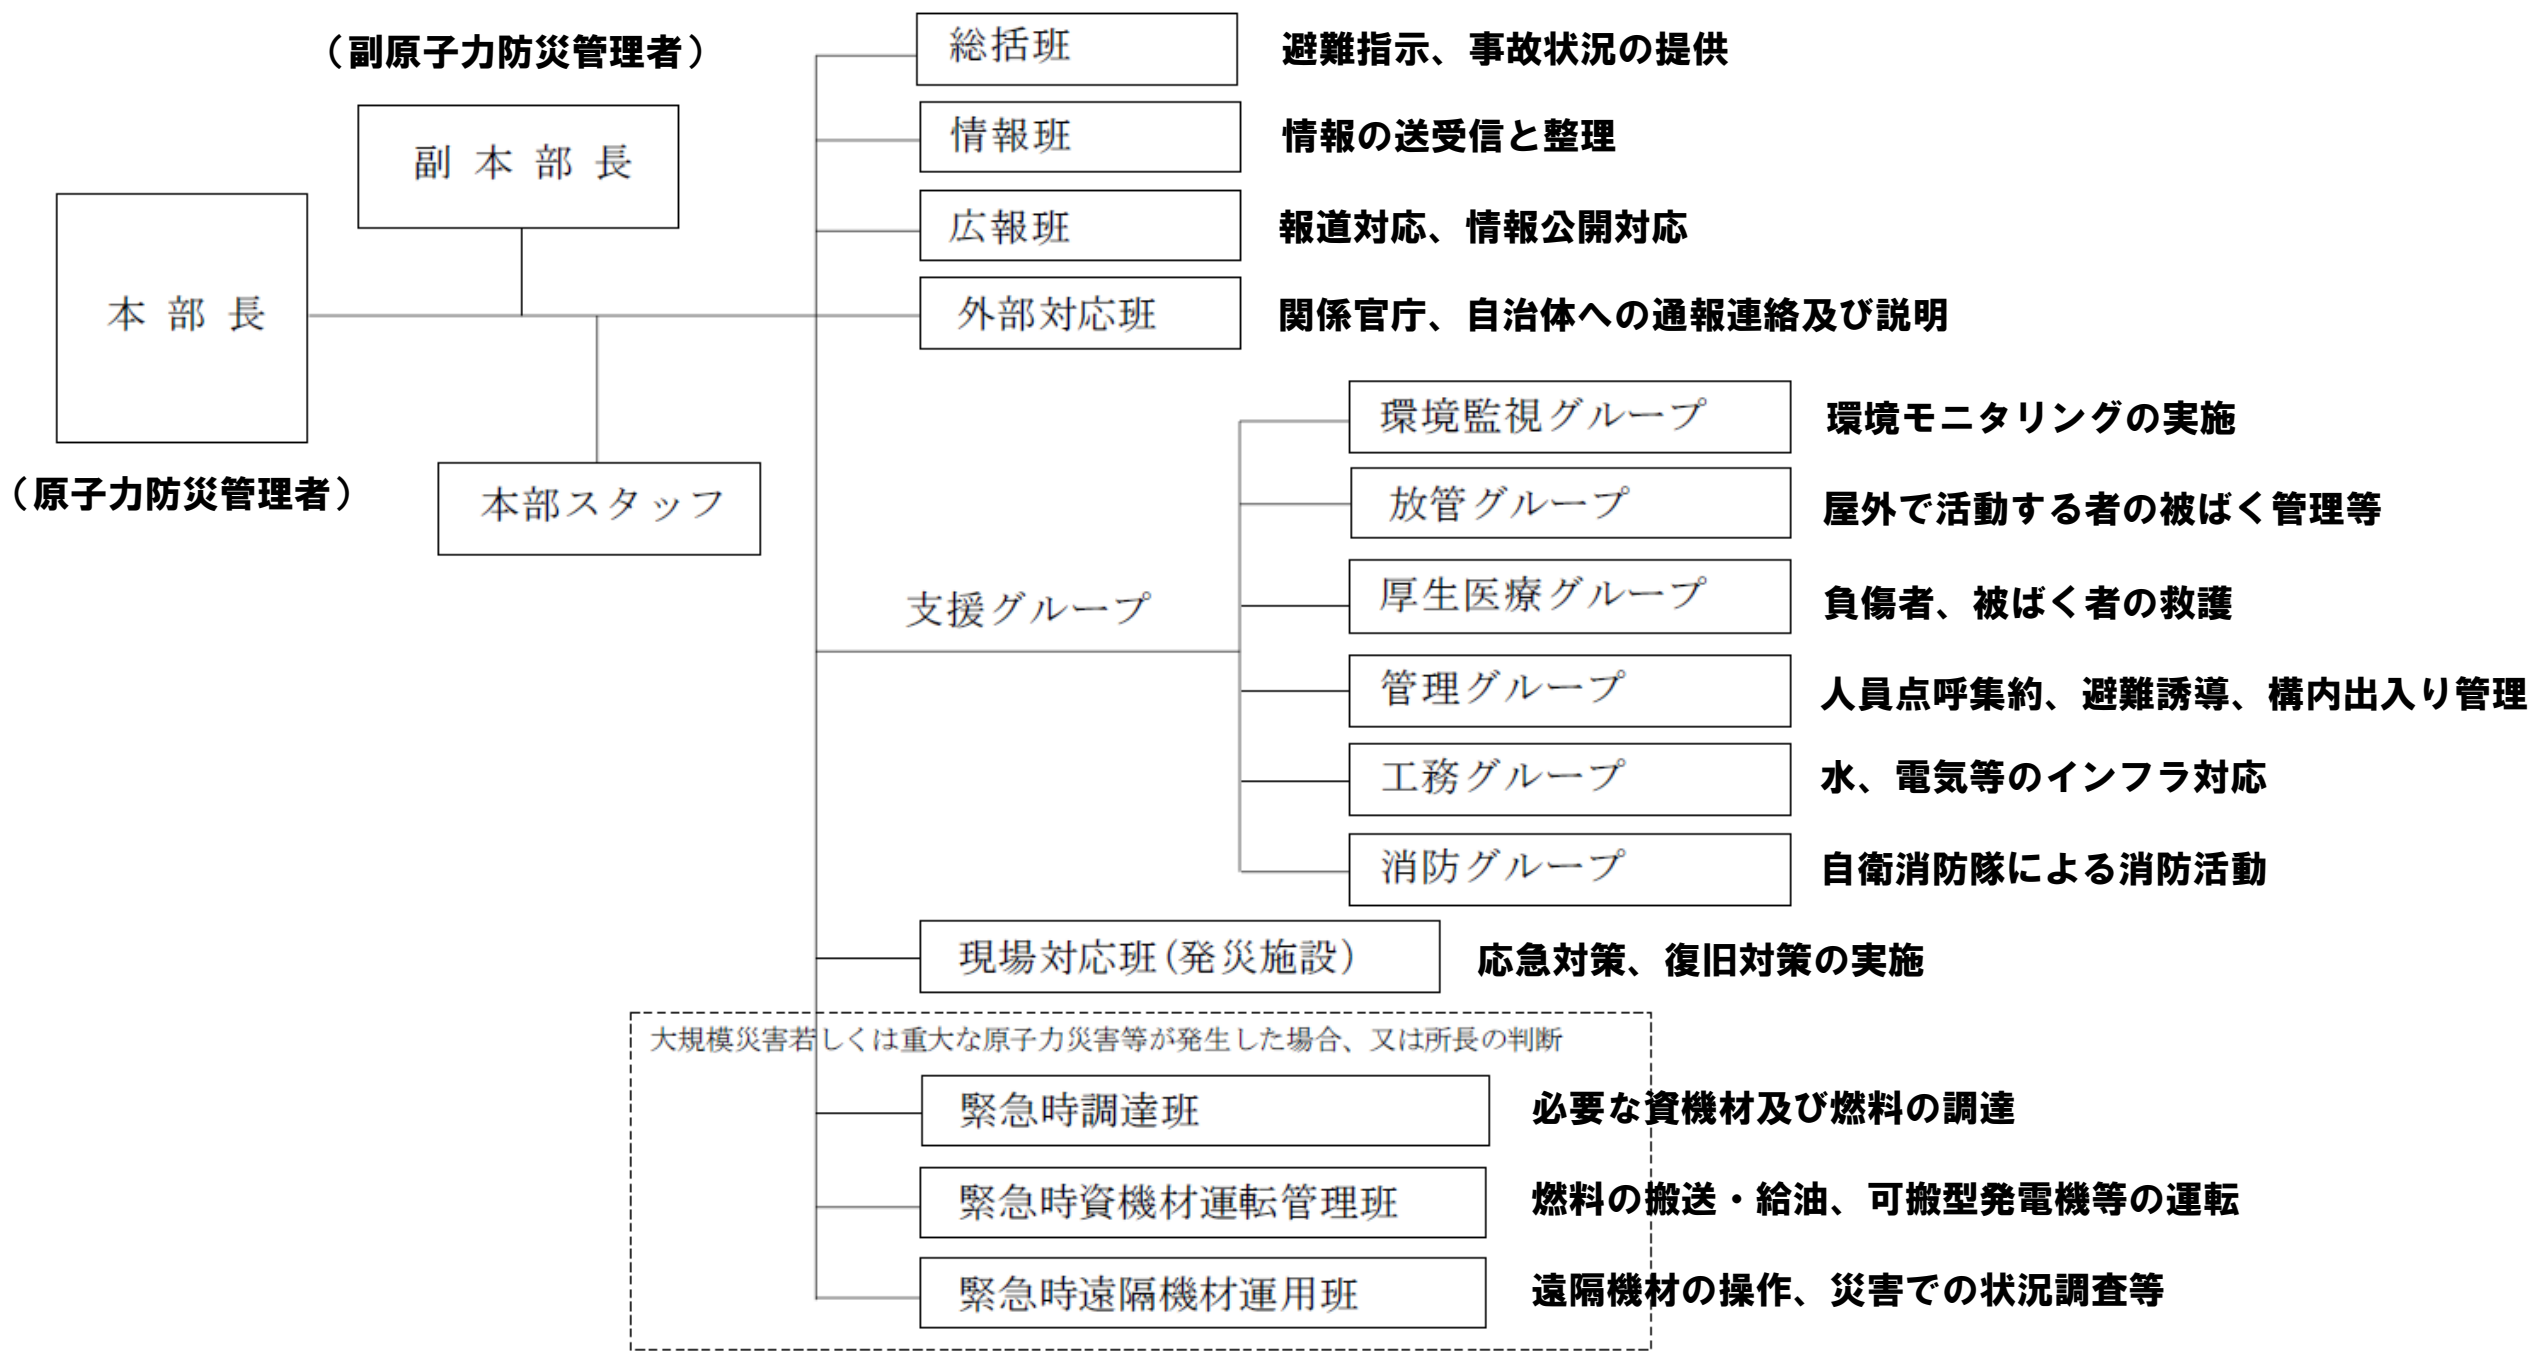 （副原子力防災管理者）
副本部長
本部長
（原子力防災管理者）
本部スタッフ
総括班 避難指示、事故状況の提供
情報班 情報の送受信と整理
広報班 報道対応、情報公開対応
外部対応班 関係官庁、自治体への通報連絡及び説明
支援グループ
環境監視グループ 環境モニタリングの実施
放管グループ 屋外で活動する者の被ばく管理等
厚生医療グループ 負傷者、被ばく者の救護
管理グループ 人員点呼集約、避難誘導、構内出入り管理
工務グループ 水、電気等のインフラ対応
消防グループ 自衛消防隊による消防活動
現場対応班(発災施設) 応急対策、復旧対策の実施
大規模災害若しくは重大な原子力災害等が発生した場合、又は所長の判断
緊急時調達班 必要な資機材及び燃料の調達
緊急時資機材運転管理班 燃料の搬送・給油、可搬型発電機等の運転
緊急時遠隔機材運用班 遠隔機材の操作、災害での状況調査等